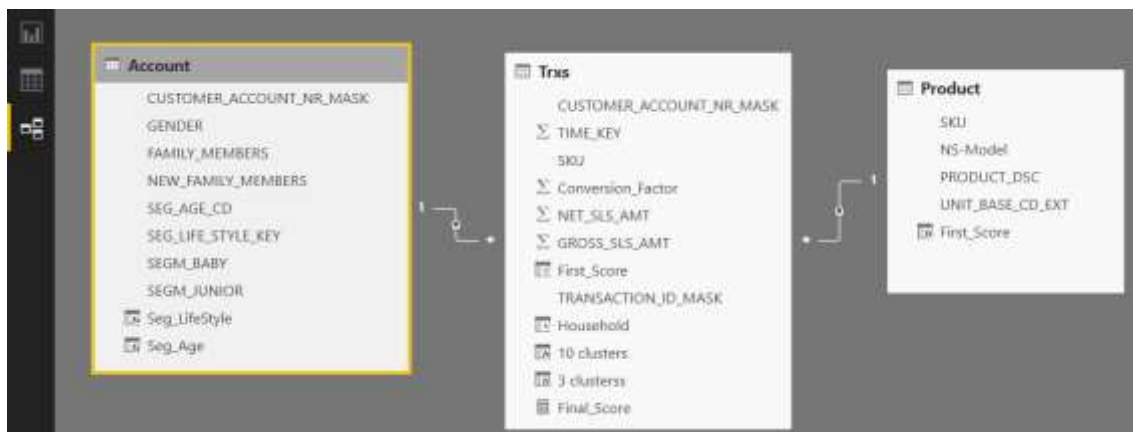 Account
CUSTOMER_ACCOUNT_NR_MASK
GENDER
FAMILY_MEMBERS
NEW_FAMILY_MEMBERS
SEG_AGE_CD
SEG_LIFE_STYLE_KEY
SEGM_BABY
SEGM_JUNIOR
Seg_LifeStyle
Seg_Age
1
*
Trxs
CUSTOMER_ACCOUNT_NR_MASK
Σ TIME_KEY
SKU
Σ Conversion_Factor
Σ NET_SLS_AMT
Σ GROSS_SLS_AMT
First_Score
TRANSACTION_ID_MASK
Household
10 clusters
3 clusterss
Final_Score
*
1
Product
SKU
NS-Model
PRODUCT_DSC
UNIT_BASE_CD_EXT
First_Score